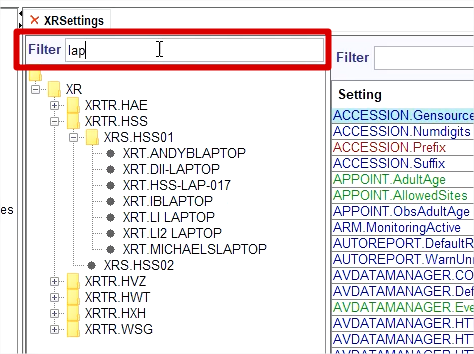 XRSettings
Filter lap
Filter
XR
XRTR.HAE
XRTR.HSS
XRS.HSS01
XRT.ANDYBLAPTOP
XRT.DII-LAPTOP
XRT.HSS-LAP-017
XRT.IBLAPTOP
XRT.LI LAPTOP
XRT.LI2 LAPTOP
XRT.MICHAELSLAPTOP
XRS.HSS02
XRTR.HVZ
XRTR.HWT
XRTR.HXH
XRTR.WSG
es
Setting
ACCESSION.Gensource
ACCESSION.Numdigits
ACCESSION.Prefix
ACCESSION.Suffix
APPOINT.AdultAge
APPOINT.AllowedSites
APPOINT.ObsAdultAge
ARM.MonitoringActive
AUTOREPORT.DefaultR
AUTOREPORT.WarnUnr
AVDATAMANAGER.CO
AVDATAMANAGER.Def
AVDATAMANAGER.Eve
AVDATAMANAGER.HT
AVDATAMANAGER.HT
AVDATAMANAGER.HT